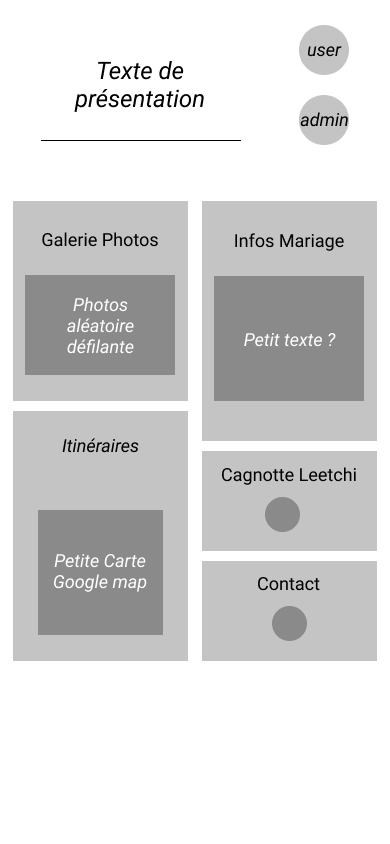 Texte de
présentation
user
admin
Galerie Photos
Photos
aléatoire
défilante
Infos Mariage
Petit texte ?
Itinéraires
Petite Carte
Google map
Cagnotte Leetchi
Contact